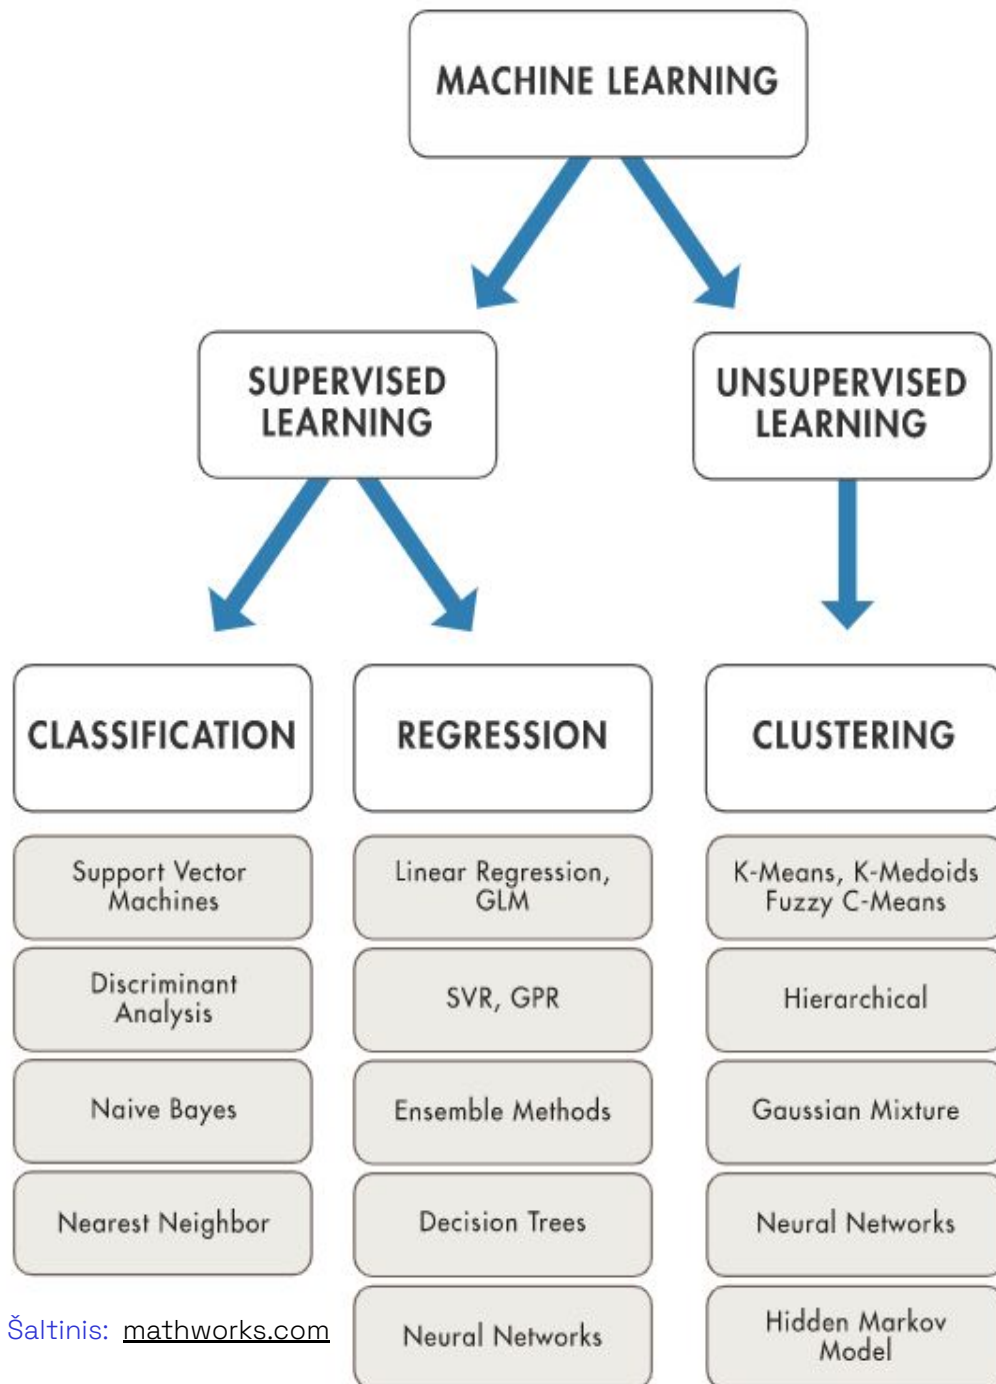 MACHINE LEARNING
SUPERVISED
LEARNING
UNSUPERVISED
LEARNING
CLASSIFICATION
Support Vector
Machines
Discriminant
Analysis
Naive Bayes
Nearest Neighbor
REGRESSION
Linear Regression,
GLM
SVR, GPR
Ensemble Methods
Decision Trees
Neural Networks
CLUSTERING
K-Means, K-Medoids
Fuzzy C-Means
Hierarchical
Gaussian Mixture
Neural Networks
Hidden Markov
Model
Šaltinis: mathworks.com